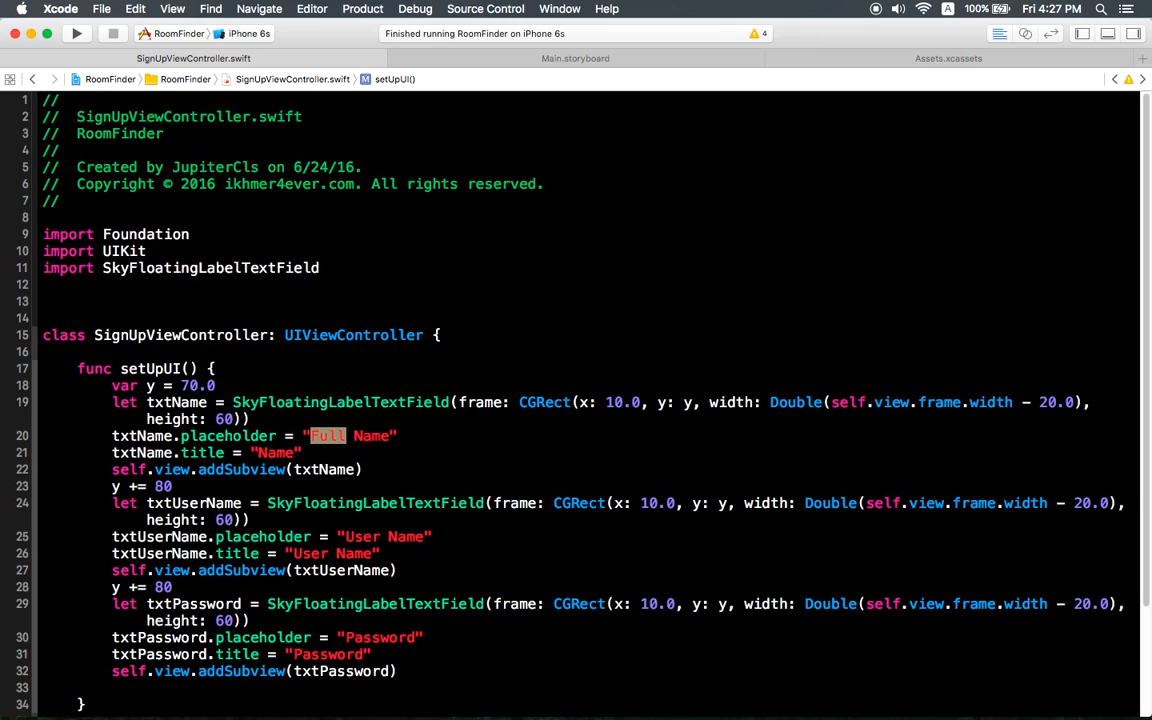 Xcode File Edit View Find Navigate Editor Product Debug Source Control Window Help A 100% Fri 4:27 PM
RoomFinder iPhone 6s Finished running RoomFinder on iPhone 6s 4
SignUpViewController.swift Main.storyboard Assets.xcassets +
RoomFinder RoomFinder SignUpViewController.swift M setUpUI()
1 //
2 // SignUpViewController.swift
3 // RoomFinder
4 //
5 // Created by JupiterCls on 6/24/16.
6 // Copyright © 2016 ikhmer4ever.com. All rights reserved.
7 //
8
9 import Foundation
10 import UIKit
11 import SkyFloatingLabelTextField
12
13
14
15 class SignUpViewController: UIViewController {
16
17 func setUpUI() {
18 var y = 70.0
19 let txtName = SkyFloatingLabelTextField(frame: CGRect(x: 10.0, y: y, width: Double(self.view.frame.width - 20.0),
height: 60))
20 txtName.placeholder = "Full Name"
21 txtName.title = "Name"
22 self.view.addSubview(txtName)
23 y += 80
24 let txtUserName = SkyFloatingLabelTextField(frame: CGRect(x: 10.0, y: y, width: Double(self.view.frame.width - 20.0),
height: 60))
25 txtUserName.placeholder = "User Name"
26 txtUserName.title = "User Name"
27 self.view.addSubview(txtUserName)
28 y += 80
29 let txtPassword = SkyFloatingLabelTextField(frame: CGRect(x: 10.0, y: y, width: Double(self.view.frame.width - 20.0),
height: 60))
30 txtPassword.placeholder = "Password"
31 txtPassword.title = "Password"
32 self.view.addSubview(txtPassword)
33
34 }